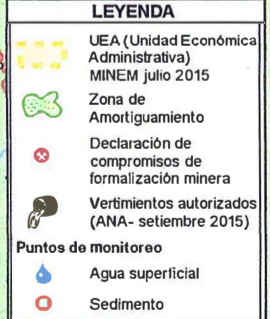 LEYENDA
UEA (Unidad Económica
Administrativa)
MINEM julio 2015
Zona de
Amortiguamiento
Declaración de
compromisos de
formalización minera
Vertimientos autorizados
(ANA- setiembre 2015)
Puntos de monitoreo
Agua superficial
Sedimento